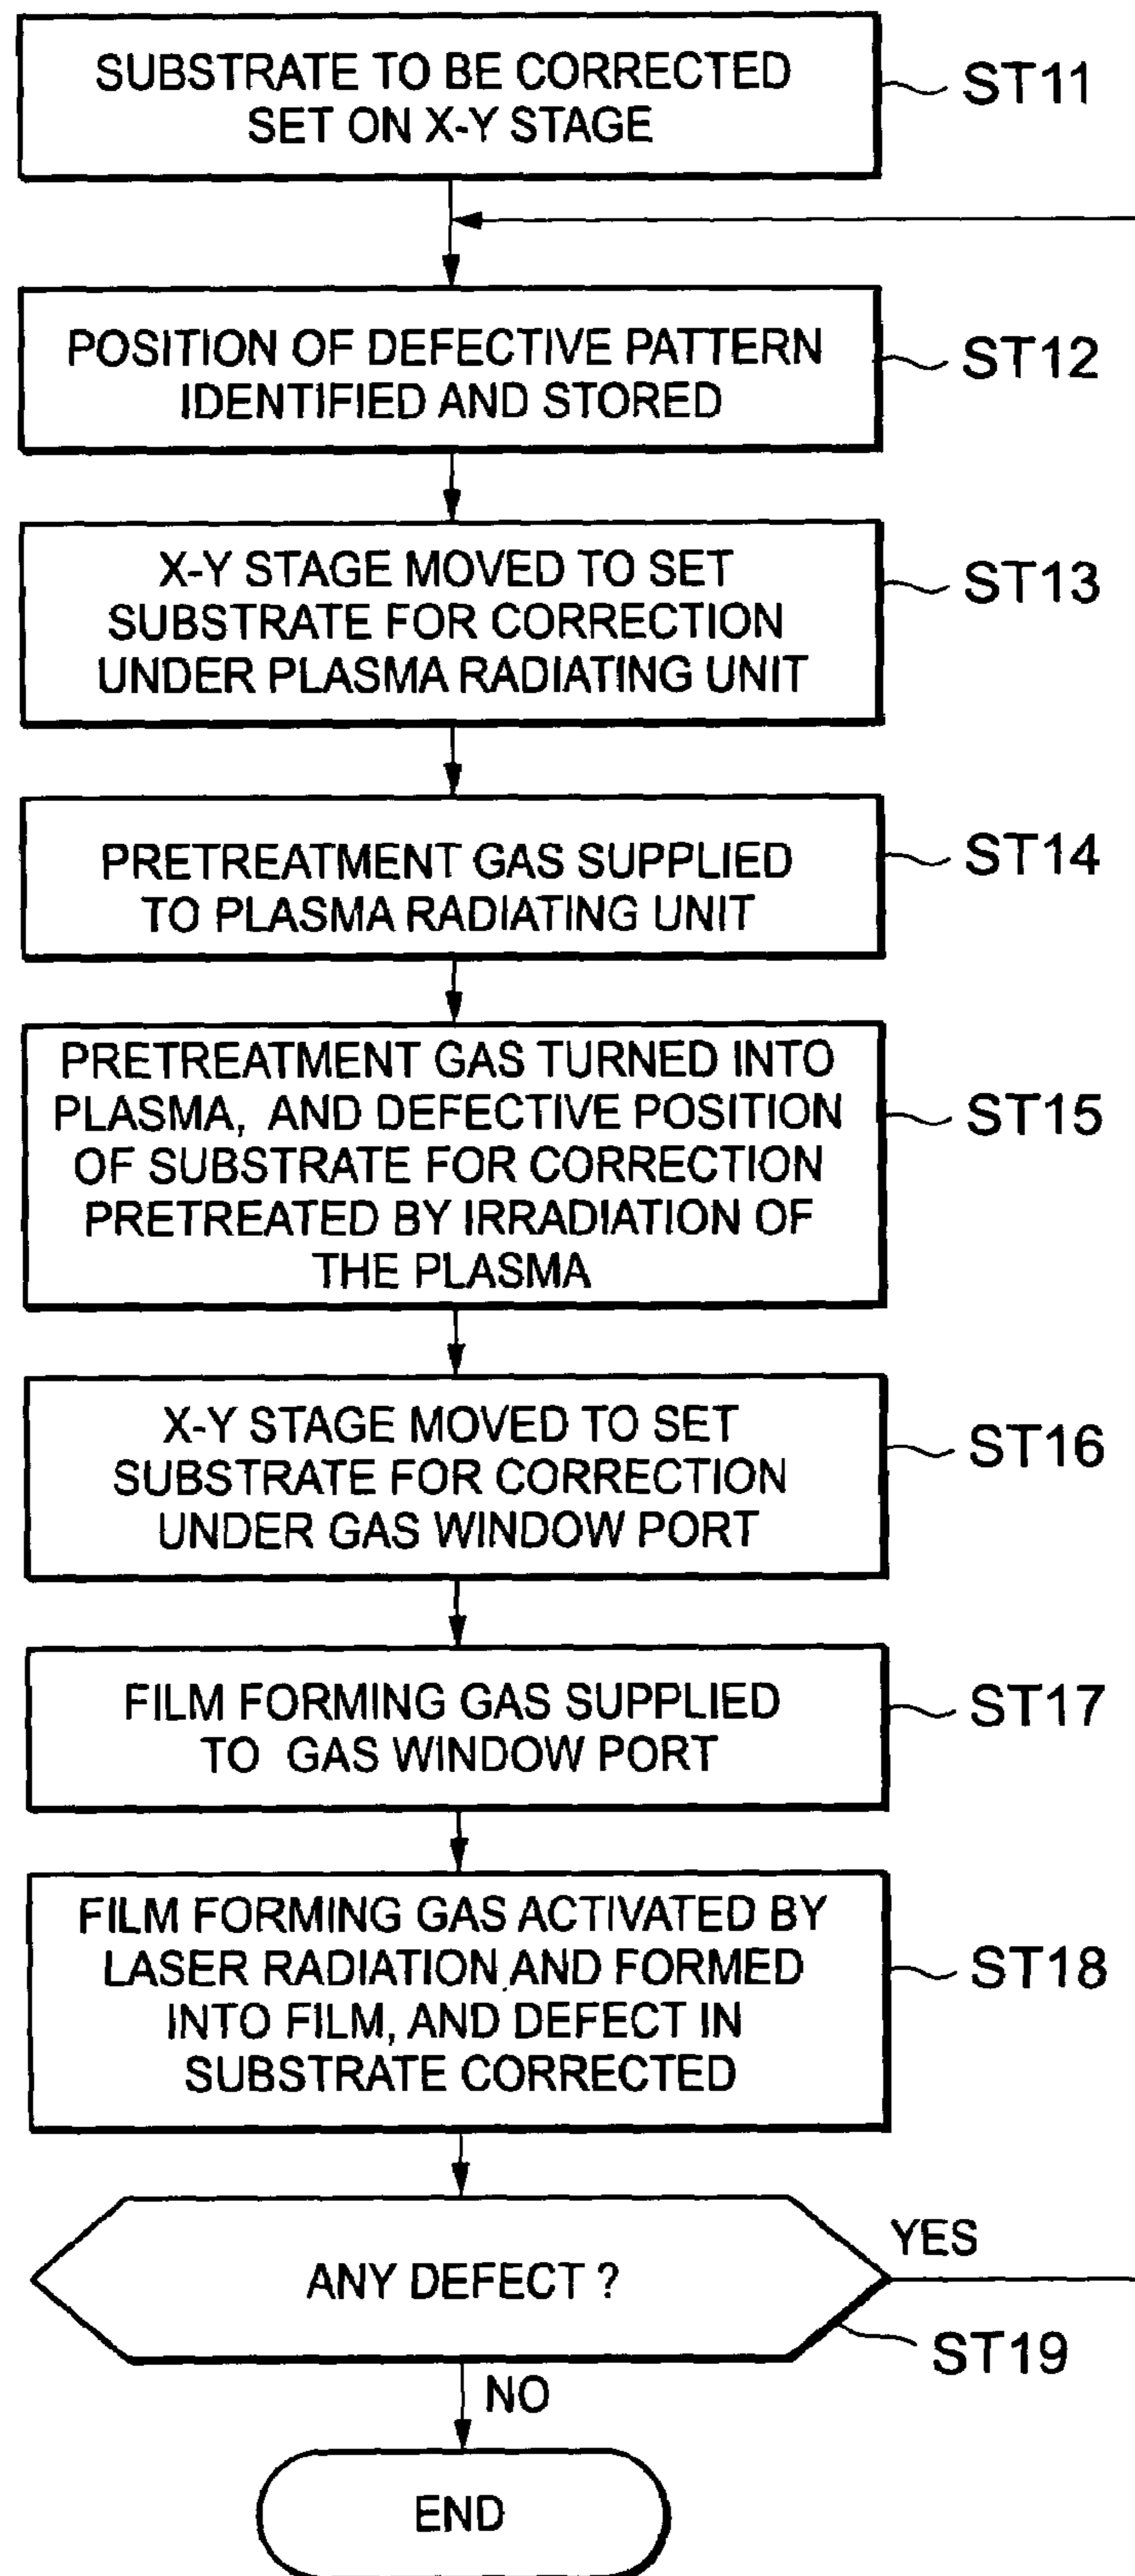 SUBSTRATE TO BE CORRECTED
SET ON X-Y STAGE
ST11
POSITION OF DEFECTIVE PATTERN
IDENTIFIED AND STORED
ST12
X-Y STAGE MOVED TO SET
SUBSTRATE FOR CORRECTION
UNDER PLASMA RADIATING UNIT
ST13
PRETREATMENT GAS SUPPLIED
TO PLASMA RADIATING UNIT
ST14
PRETREATMENT GAS TURNED INTO
PLASMA, AND DEFECTIVE POSITION
OF SUBSTRATE FOR CORRECTION
PRETREATED BY IRRADIATION OF
THE PLASMA
ST15
X-Y STAGE MOVED TO SET
SUBSTRATE FOR CORRECTION
UNDER GAS WINDOW PORT
ST16
FILM FORMING GAS SUPPLIED
TO GAS WINDOW PORT
ST17
FILM FORMING GAS ACTIVATED BY
LASER RADIATION AND FORMED
INTO FILM, AND DEFECT IN
SUBSTRATE CORRECTED
ST18
ANY DEFECT ?
YES
ST19
NO
END